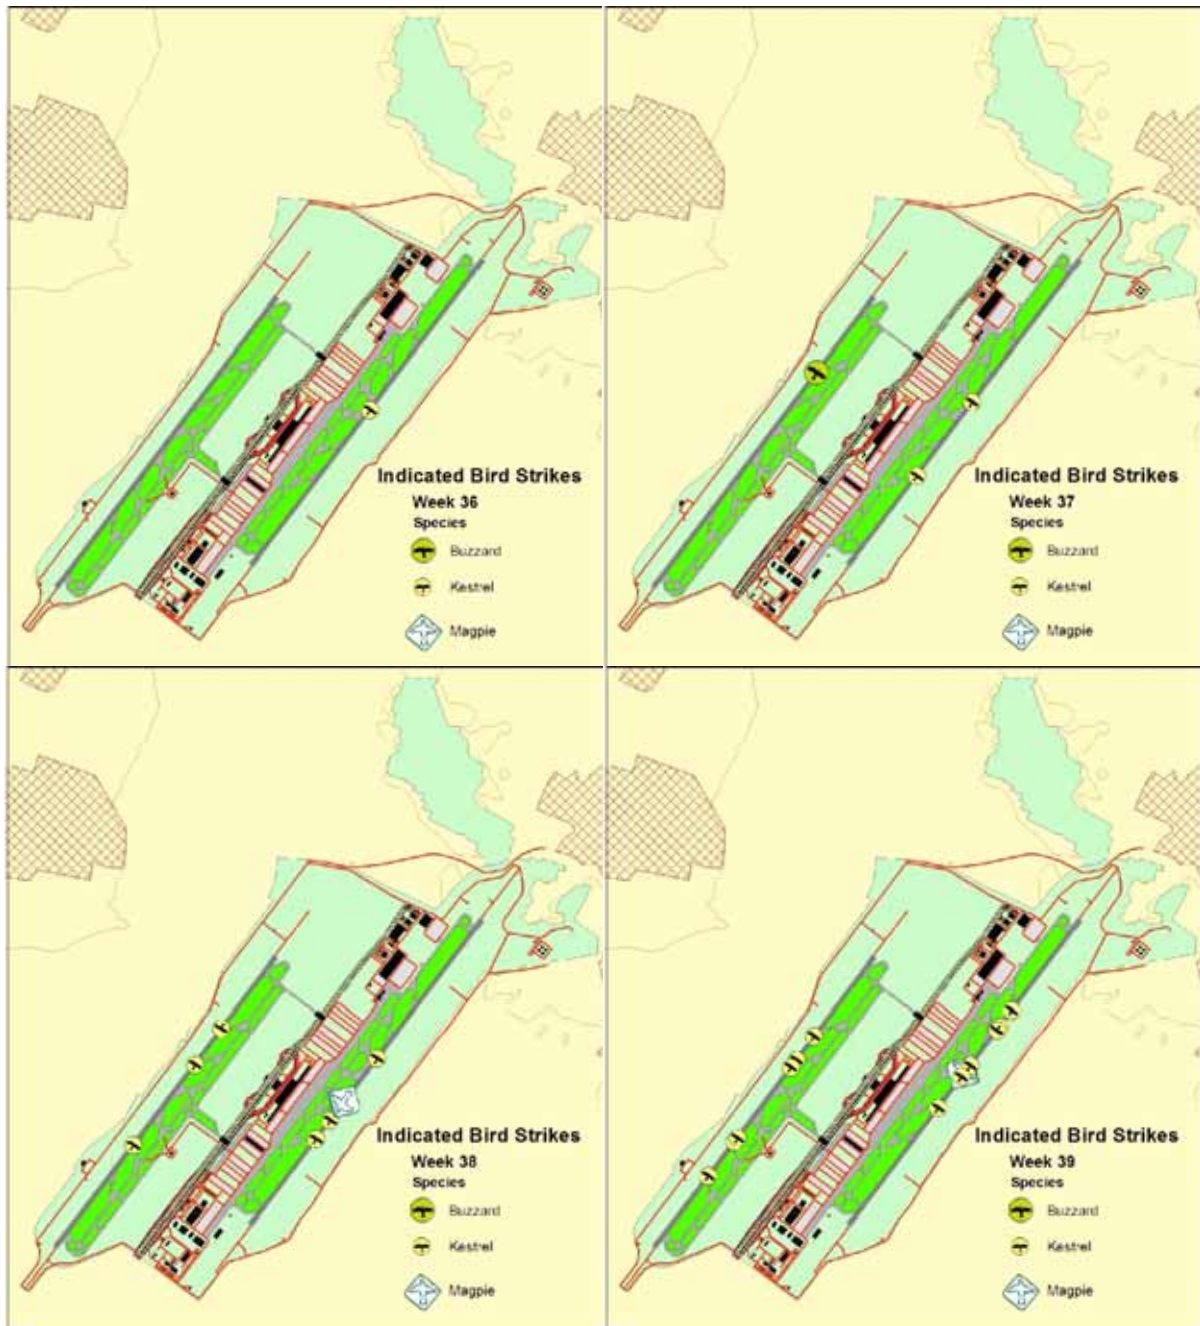 Indicated Bird Strikes
Week 36
Species
Buzzard
Kestrel
Magpie
Indicated Bird Strikes
Week 37
Species
Buzzard
Kestrel
Magpie
Indicated Bird Strikes
Week 38
Species
Buzzard
Kestrel
Magpie
Indicated Bird Strikes
Week 39
Species
Buzzard
Kestrel
Magpie